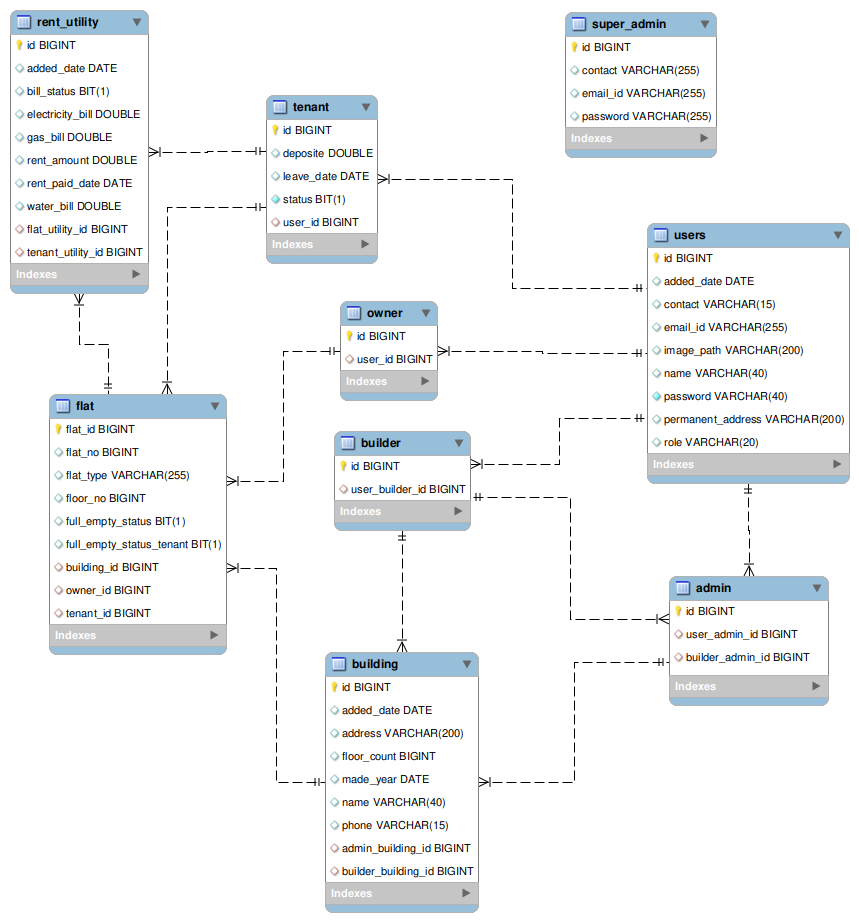 rent_utility
id BIGINT
added_date DATE
bill_status BIT(1)
electricity_bill DOUBLE
gas_bill DOUBLE
rent_amount DOUBLE
rent_paid_date DATE
water_bill DOUBLE
flat_utility_id BIGINT
tenant_utility_id BIGINT
Indexes
super_admin
id BIGINT
contact VARCHAR(255)
email_id VARCHAR(255)
password VARCHAR(255)
Indexes
tenant
id BIGINT
deposite DOUBLE
leave_date DATE
status BIT(1)
user_id BIGINT
Indexes
users
id BIGINT
added_date DATE
contact VARCHAR(15)
email_id VARCHAR(255)
image_path VARCHAR(200)
name VARCHAR(40)
password VARCHAR(40)
permanent_address VARCHAR(200)
role VARCHAR(20)
Indexes
owner
id BIGINT
user_id BIGINT
Indexes
flat
flat_id BIGINT
flat_no BIGINT
flat_type VARCHAR(255)
floor_no BIGINT
full_empty_status BIT(1)
full_empty_status_tenant BIT(1)
building_id BIGINT
owner_id BIGINT
tenant_id BIGINT
Indexes
builder
id BIGINT
user_builder_id BIGINT
Indexes
admin
id BIGINT
user_admin_id BIGINT
builder_admin_id BIGINT
Indexes
building
id BIGINT
added_date DATE
address VARCHAR(200)
floor_count BIGINT
made_year DATE
name VARCHAR(40)
phone VARCHAR(15)
admin_building_id BIGINT
builder_building_id BIGINT
Indexes